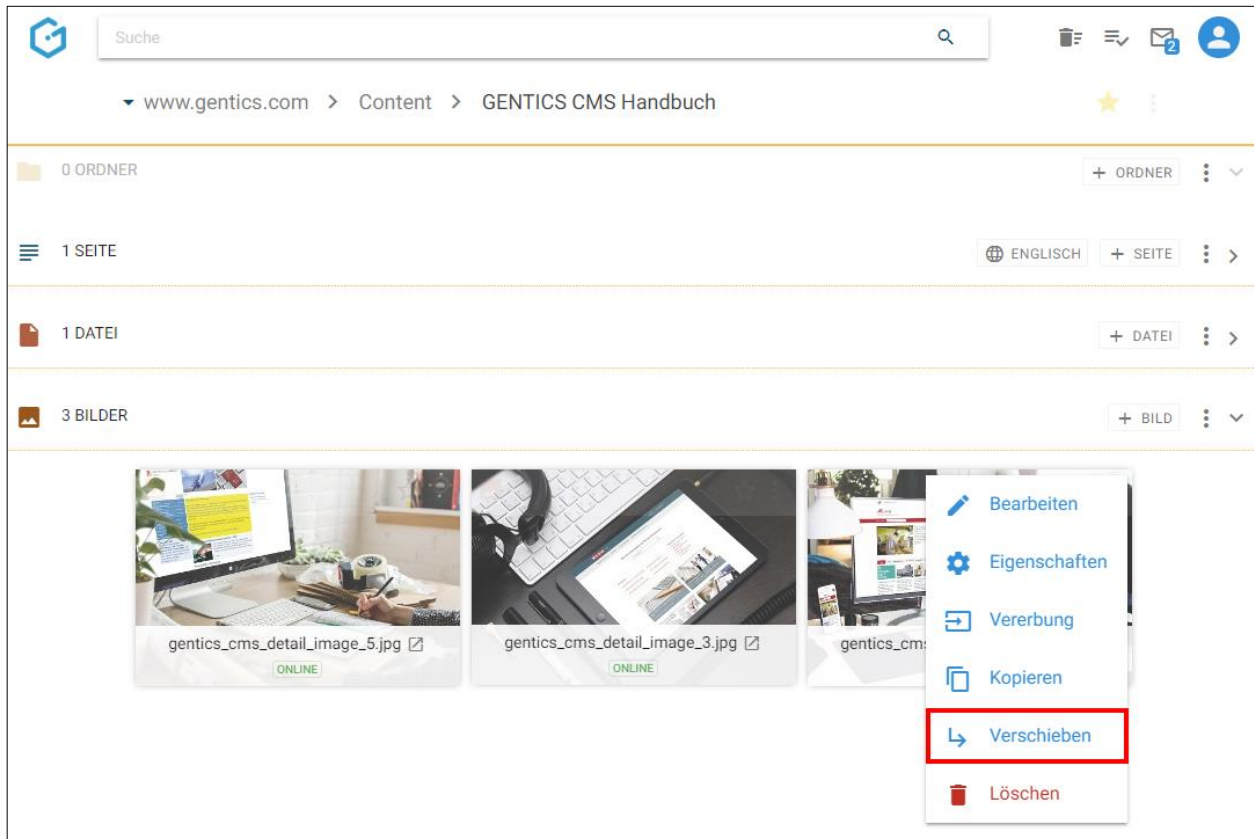 Suche
2
www.gentics.com > Content > GENTICS CMS Handbuch
0 ORDNER
+ ORDNER
1 SEITE
ENGLISCH
+ SEITE
1 DATEI
+ DATEI
3 BILDER
+ BILD
gentics_cms_detail_image_5.jpg
ONLINE
gentics_cms_detail_image_3.jpg
ONLINE
Bearbeiten
Eigenschaften
Vererbung
Kopieren
Verschieben
Löschen